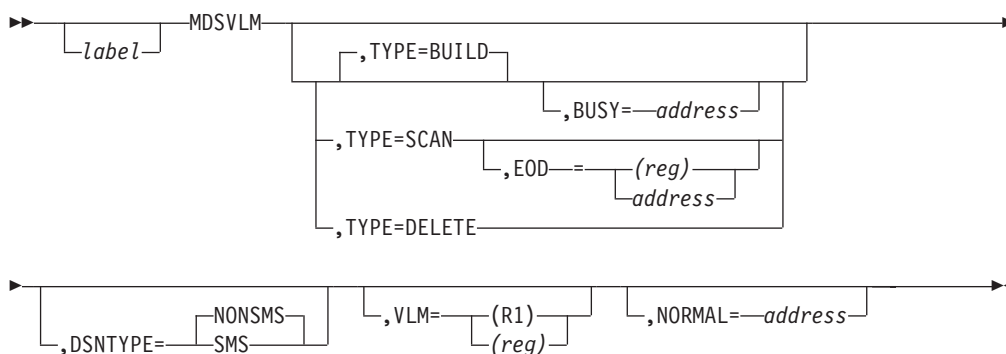 label MDSVLM
,TYPE=BUILD
,BUSY= address
,TYPE=SCAN
,EOD = (reg)
address
,TYPE=DELETE
,DSNTYPE= NONSMS
SMS
,VLM= (R1)
(reg)
,NORMAL= address